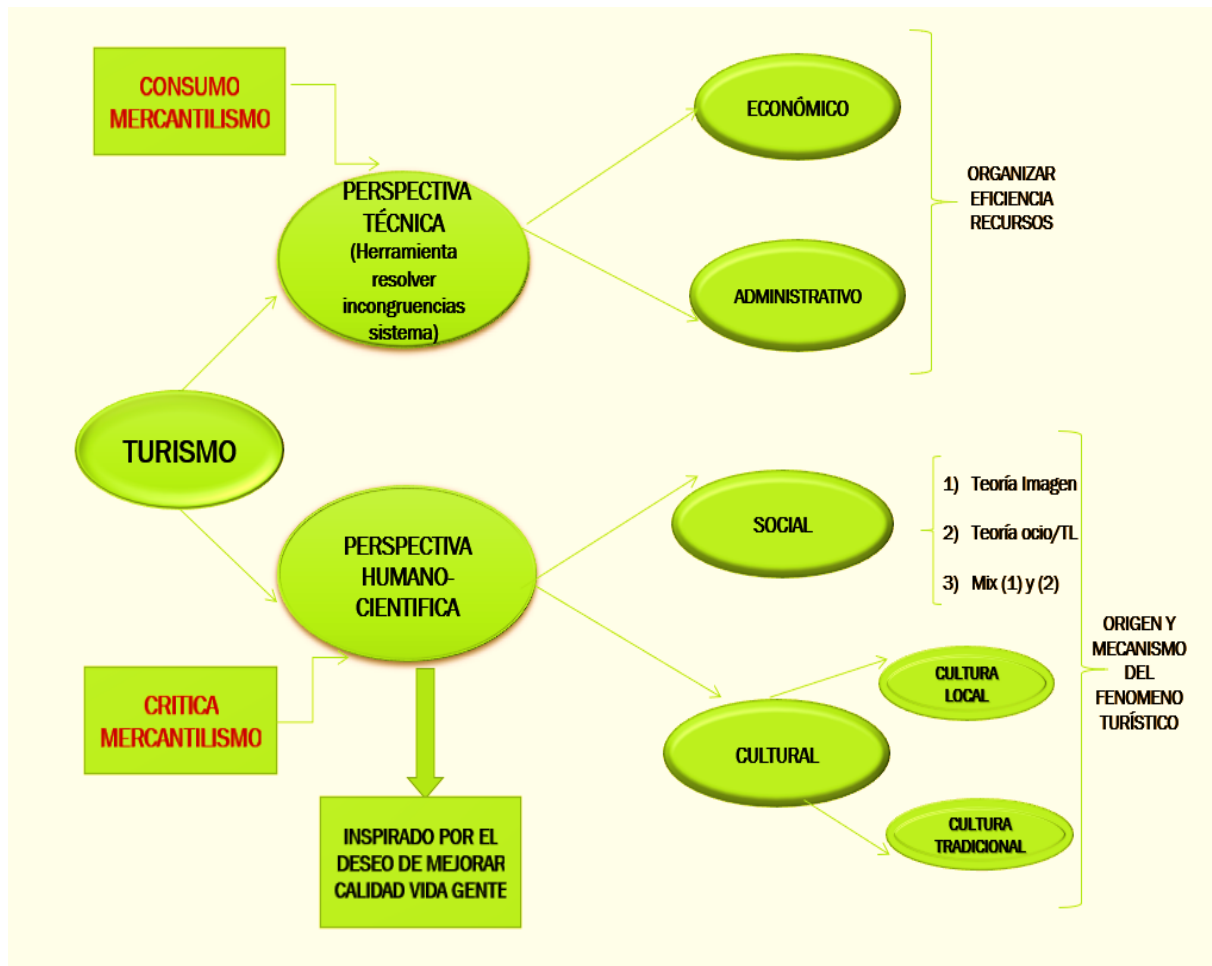 CONSUMO
MERCANTILISMO
PERSPECTIVA
TÉCNICA
(Herramienta
resolver
incongruencias
sistema)
ECONÓMICO
ADMINISTRATIVO
ORGANIZAR
EFICIENCIA
RECURSOS
TURISMO
PERSPECTIVA
HUMANO-
CIENTIFICA
CRITICA
MERCANTILISMO
INSPIRADO POR EL
DESEO DE MEJORAR
CALIDAD VIDA GENTE
SOCIAL
1) Teoría Imagen
2) Teoría ocio/TL
3) Mix (1) y (2)
CULTURAL
CULTURA
LOCAL
CULTURA
TRADICIONAL
ORIGEN Y
MECANISMO
DEL
FENOMENO
TURÍSTICO